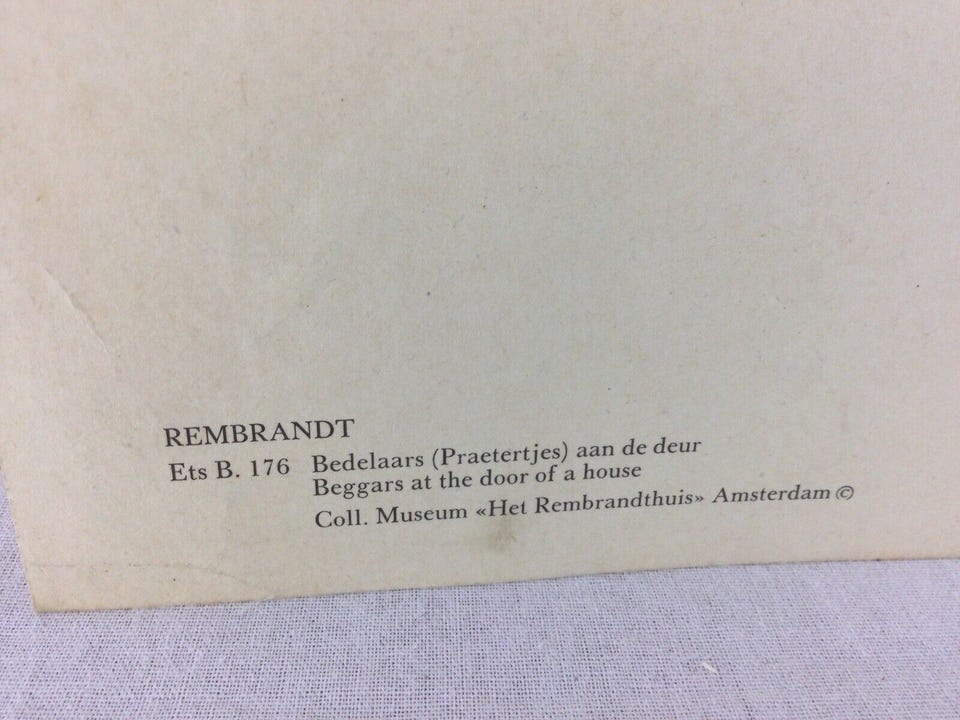 REMBRANDT
Ets B. 176 Bedelaars (Praetertjes) aan de deur
Beggars at the door of a house
Coll. Museum «Het Rembrandthuis» Amsterdam ©